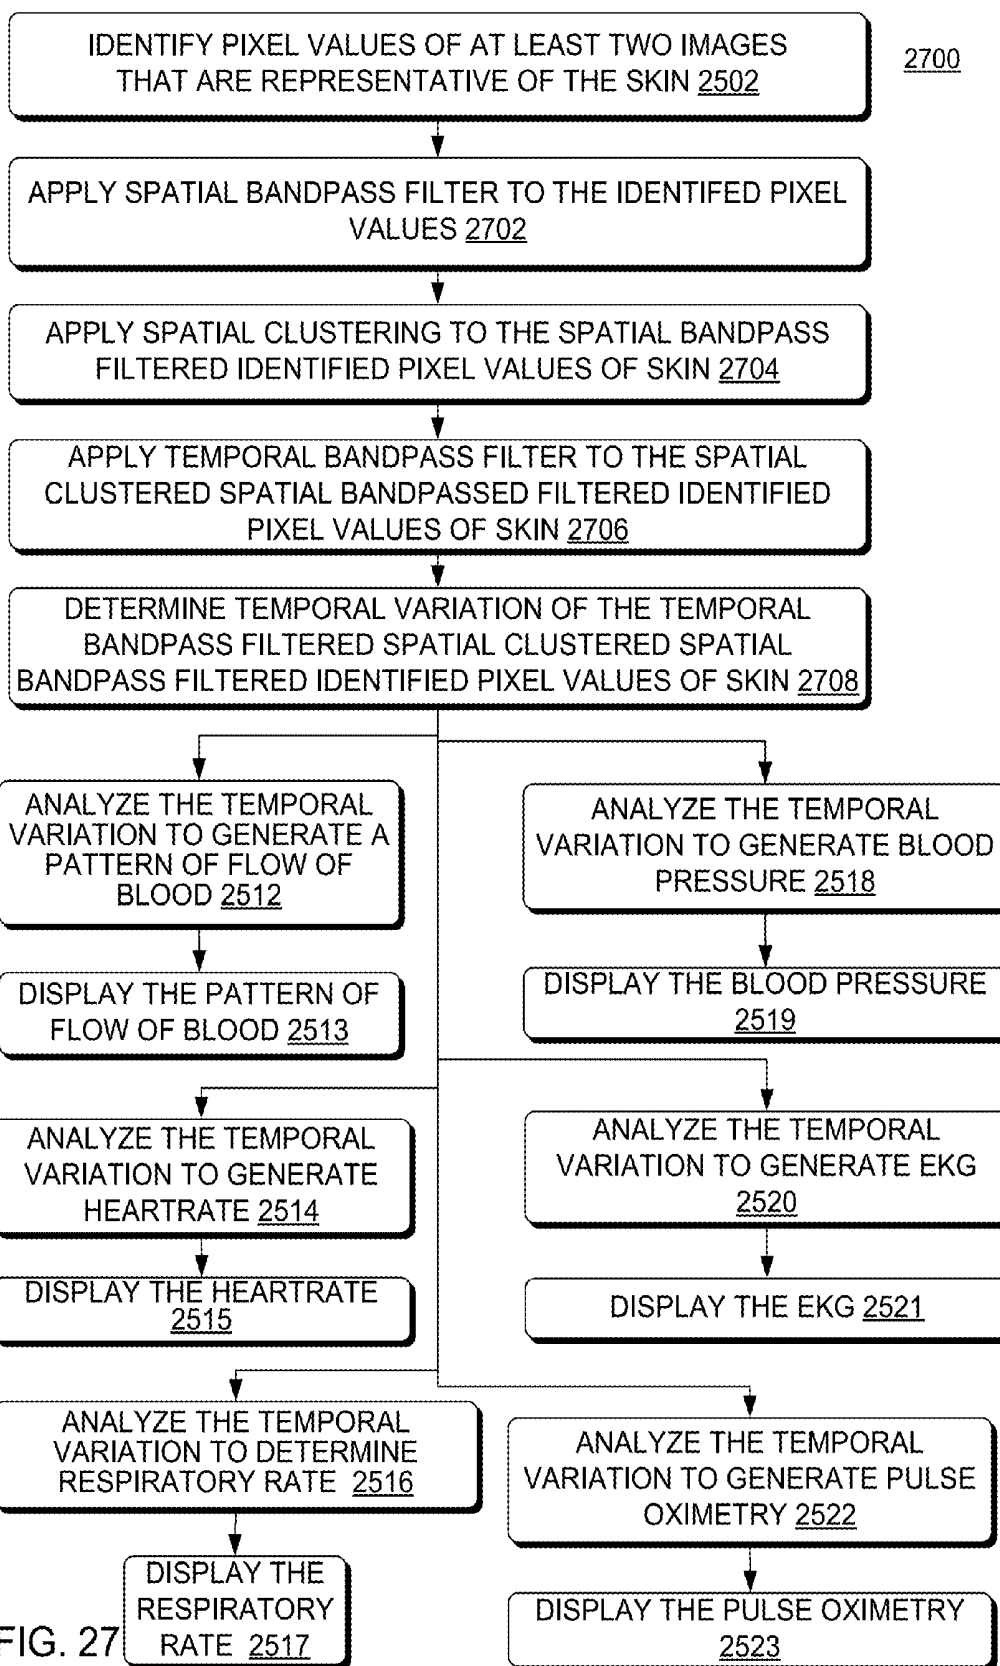 IDENTIFY PIXEL VALUES OF AT LEAST TWO IMAGES
THAT ARE REPRESENTATIVE OF THE SKIN 2502
2700
APPLY SPATIAL BANDPASS FILTER TO THE IDENTIFED PIXEL
VALUES 2702
APPLY SPATIAL CLUSTERING TO THE SPATIAL BANDPASS
FILTERED IDENTIFIED PIXEL VALUES OF SKIN 2704
APPLY TEMPORAL BANDPASS FILTER TO THE SPATIAL
CLUSTERED SPATIAL BANDPASSED FILTERED IDENTIFIED
PIXEL VALUES OF SKIN 2706
DETERMINE TEMPORAL VARIATION OF THE TEMPORAL
BANDPASS FILTERED SPATIAL CLUSTERED SPATIAL
BANDPASS FILTERED IDENTIFIED PIXEL VALUES OF SKIN 2708
ANALYZE THE TEMPORAL
VARIATION TO GENERATE A
PATTERN OF FLOW OF
BLOOD 2512
DISPLAY THE PATTERN OF
FLOW OF BLOOD 2513
ANALYZE THE TEMPORAL
VARIATION TO GENERATE BLOOD
PRESSURE 2518
DISPLAY THE BLOOD PRESSURE
2519
ANALYZE THE TEMPORAL
VARIATION TO GENERATE
HEARTRATE 2514
DISPLAY THE HEARTRATE
2515
ANALYZE THE TEMPORAL
VARIATION TO GENERATE EKG
2520
DISPLAY THE EKG 2521
ANALYZE THE TEMPORAL
VARIATION TO DETERMINE
RESPIRATORY RATE 2516
DISPLAY THE
RESPIRATORY
RATE 2517
ANALYZE THE TEMPORAL
VARIATION TO GENERATE PULSE
OXIMETRY 2522
DISPLAY THE PULSE OXIMETRY
2523
FIG. 27